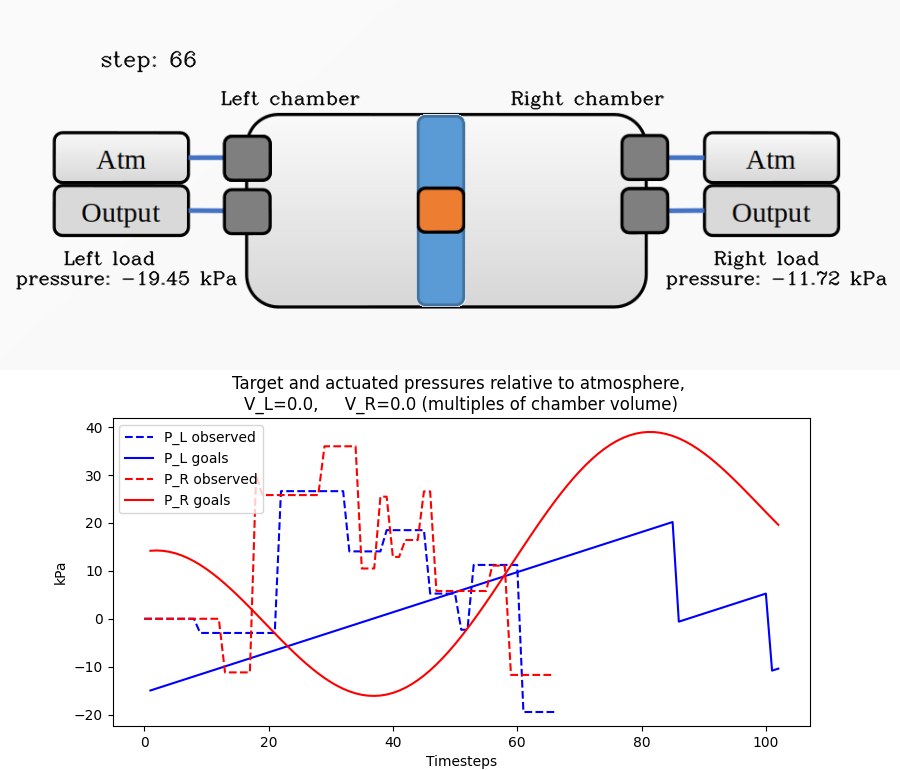 step: 66
Left chamber
Right chamber
Atm
Atm
Output
Output
Left load
pressure: −19.45 kPa
Right load
pressure: −11.72 kPa
Target and actuated pressures relative to atmosphere,
V_L=0.0, V_R=0.0 (multiples of chamber volume)
P_L observed
P_L goals
P_R observed
P_R goals
kPa
40
30
20
10
0
−10
−20
0
20
40
60
80
100
Timesteps